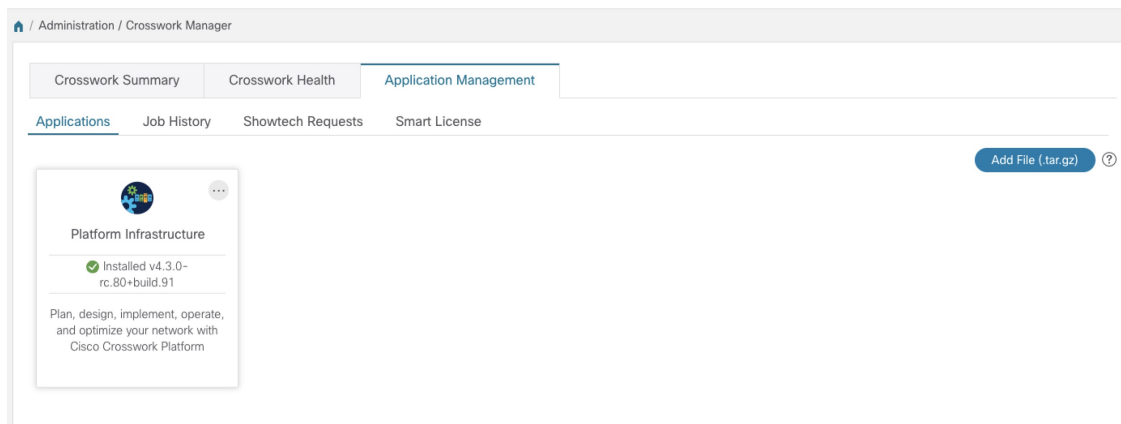 / Administration / Crosswork Manager
Crosswork Summary Crosswork Health Application Management
Applications Job History Showtech Requests Smart License
Add File (.tar.gz) ?
...
Platform Infrastructure
Installed v4.3.0-
rc.80+build.91
Plan, design, implement, operate,
and optimize your network with
Cisco Crosswork Platform